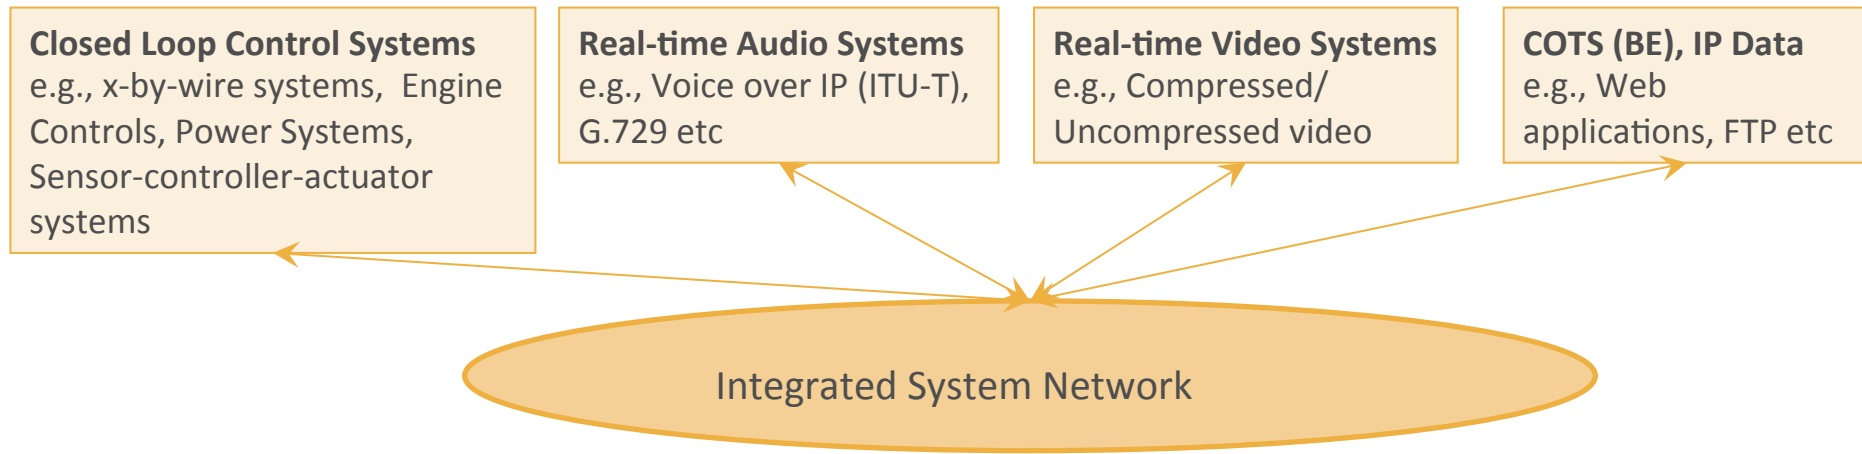 Closed Loop Control Systems
e.g., x-by-wire systems,  Engine
Controls, Power Systems,
Sensor-controller-actuator
systems
Real-time Audio Systems
e.g., Voice over IP (ITU-T),
G.729 etc
Real-time Video Systems
e.g., Compressed/
Uncompressed video
COTS (BE), IP Data
e.g., Web
applications, FTP etc
Integrated System Network